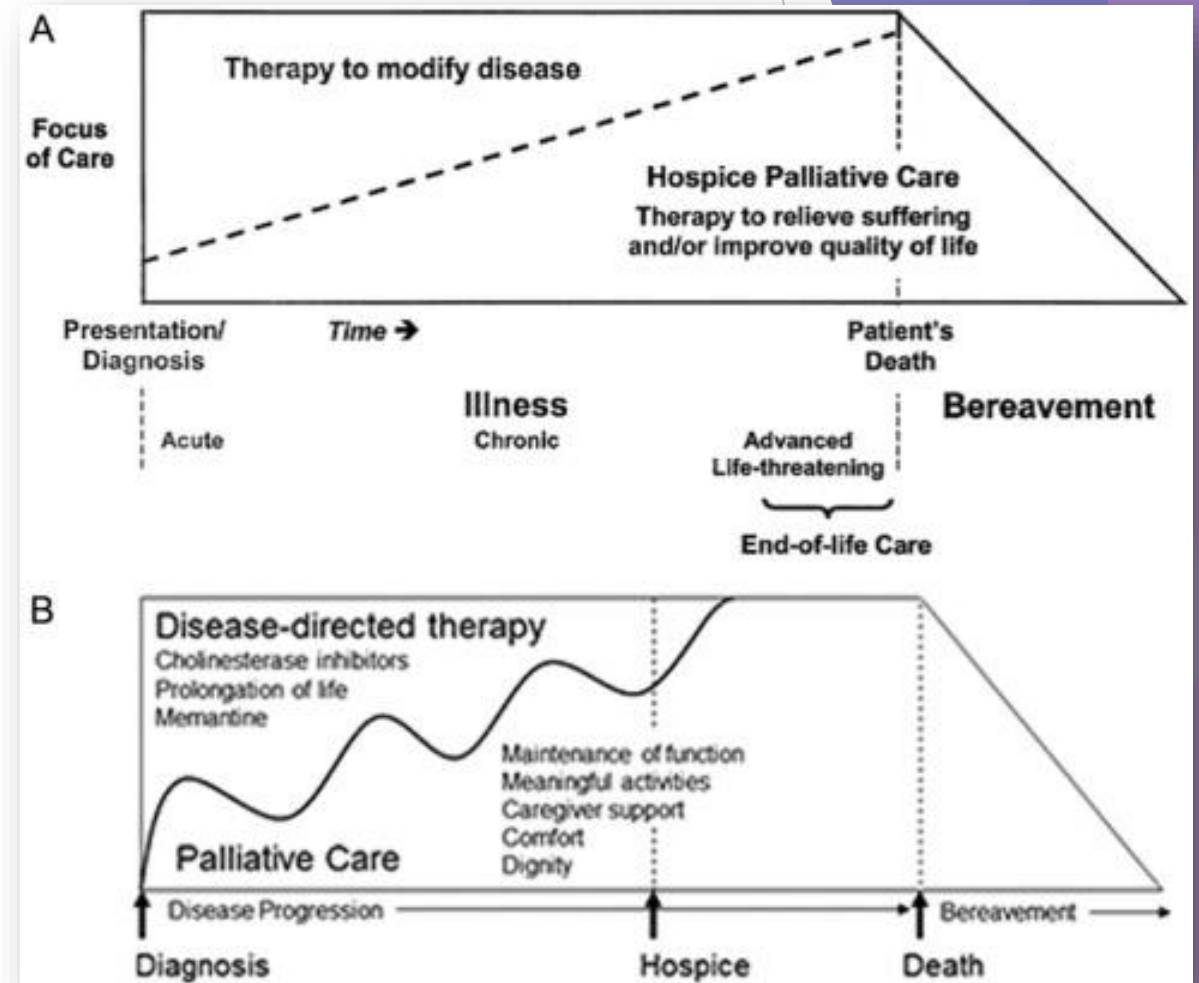 A
Therapy to modify disease
Focus
of Care
Hospice Palliative Care
Therapy to relieve suffering
and/or improve quality of life
Presentation/
Diagnosis
Time →
Patient's
Death
Illness
Bereavement
Acute
Chronic
Advanced
Life-threatening
End-of-life Care
B
Disease-directed therapy
Cholinesterase inhibitors
Prolongation of life
Memantine
Maintenance of function
Meaningful activities
Caregiver support
Comfort
Dignity
Palliative Care
Disease Progression
Bereavement
Diagnosis
Hospice
Death